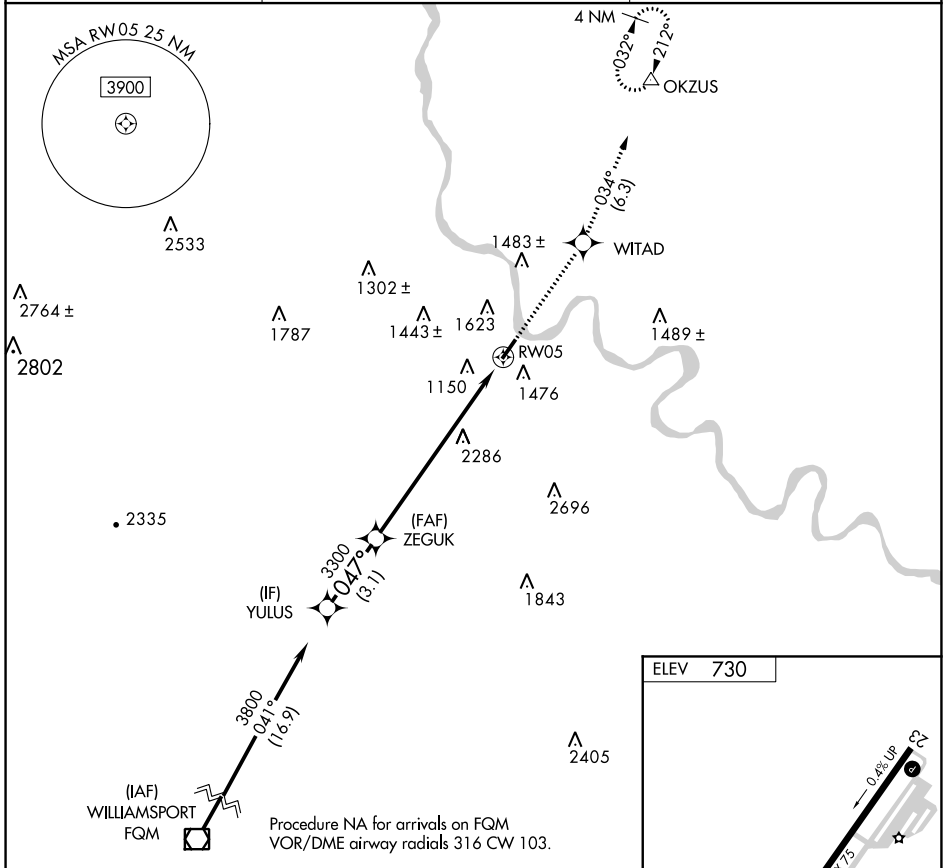 MSA RW05 25 NM
3900
4 NM
032°
212°
OKZUS
034°
(6.3)
2533
1483 ±
WITAD
1302 ±
2764 ±
1787
1443 ±
1623
1489 ±
2802
RW05
1150
1476
2286
2696
2335
(FAF)
ZEGUK
3300
047°
(3.1)
(IF)
YULUS
1843
3800
041°
(16.9)
2405
(IAF)
WILLIAMSPORT
FQM
Procedure NA for arrivals on FQM
VOR/DME airway radials 316 CW 103.
ELEV 730
23
0.4% UP
P
75